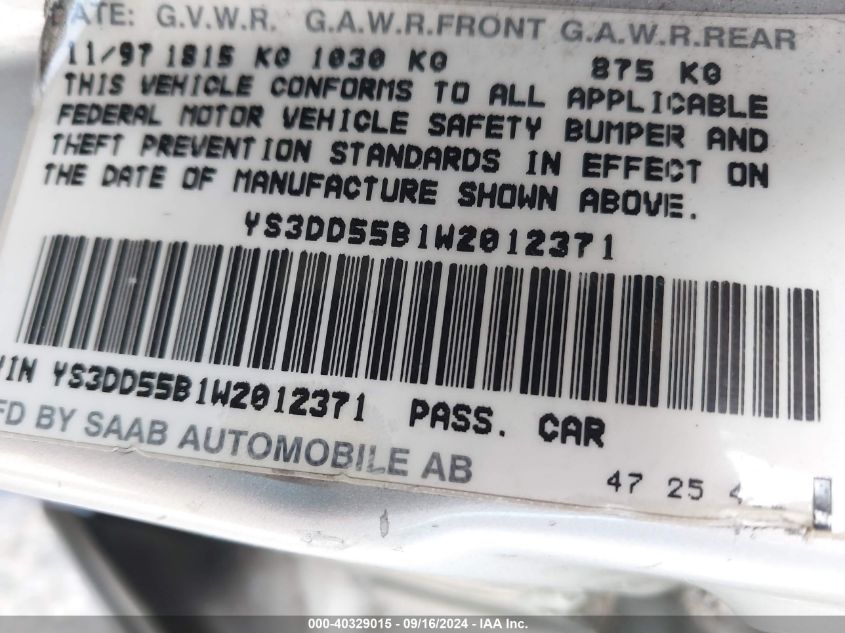 ATE: G.V.W.R. G.A.W.R.FRONT G.A.W.R.REAR
11/97 1815 KG 1030 KG 875 KG
THIS VEHICLE CONFORMS TO ALL APPLICABLE
FEDERAL MOTOR VEHICLE SAFETY BUMPER AND
THEFT PREVENTION STANDARDS IN EFFECT ON
THE DATE OF MANUFACTURE SHOWN ABOVE.
YS3DD55B1W2012371
VIN YS3DD55B1W2012371 PASS. CAR
FD BY SAAB AUTOMOBILE AB
47 25
000-40329015 - 09/16/2024 - IAA Inc.